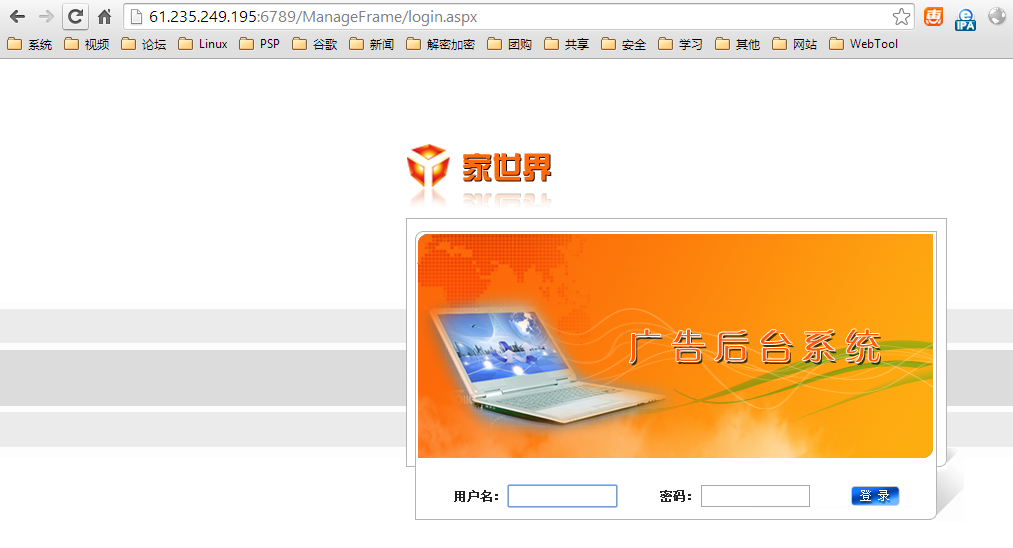 61.235.249.195:6789/ManageFrame/login.aspx
惠
IPA
系统 视频 论坛 Linux PSP 谷歌 新闻 解密加密 团购 共享 安全 学习 其他 网站 WebTool
家世界
广告后台系统
用户名： 密码： 登 录